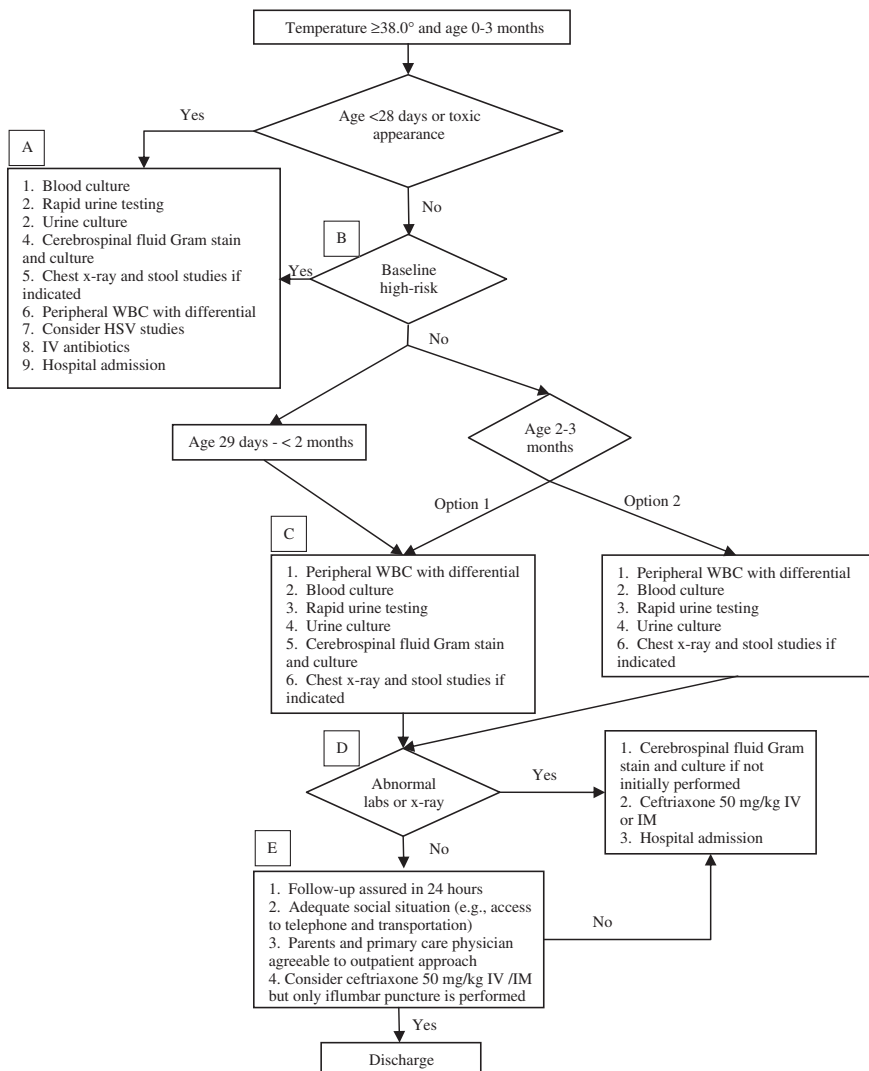 Temperature ≥38.0° and age 0-3 months
Age <28 days or toxic
appearance
Yes
A
1. Blood culture
2. Rapid urine testing
2. Urine culture
4. Cerebrospinal fluid Gram stain
and culture
5. Chest x-ray and stool studies if
indicated
6. Peripheral WBC with differential
7. Consider HSV studies
8. IV antibiotics
9. Hospital admission
No
B
Yes
Baseline
high-risk
No
Age 29 days - < 2 months
Age 2-3
months
Option 1
Option 2
C
1. Peripheral WBC with differential
2. Blood culture
3. Rapid urine testing
4. Urine culture
5. Cerebrospinal fluid Gram stain
and culture
6. Chest x-ray and stool studies if
indicated
1. Peripheral WBC with differential
2. Blood culture
3. Rapid urine testing
4. Urine culture
6. Chest x-ray and stool studies if
indicated
D
Abnormal
labs or x-ray
Yes
1. Cerebrospinal fluid Gram
stain and culture if not
initially performed
2. Ceftriaxone 50 mg/kg IV
or IM
3. Hospital admission
No
E
1. Follow-up assured in 24 hours
2. Adequate social situation (e.g., access
to telephone and transportation)
3. Parents and primary care physician
agreeable to outpatient approach
4. Consider ceftriaxone 50 mg/kg IV /IM
but only iflumbar puncture is performed
No
Yes
Discharge